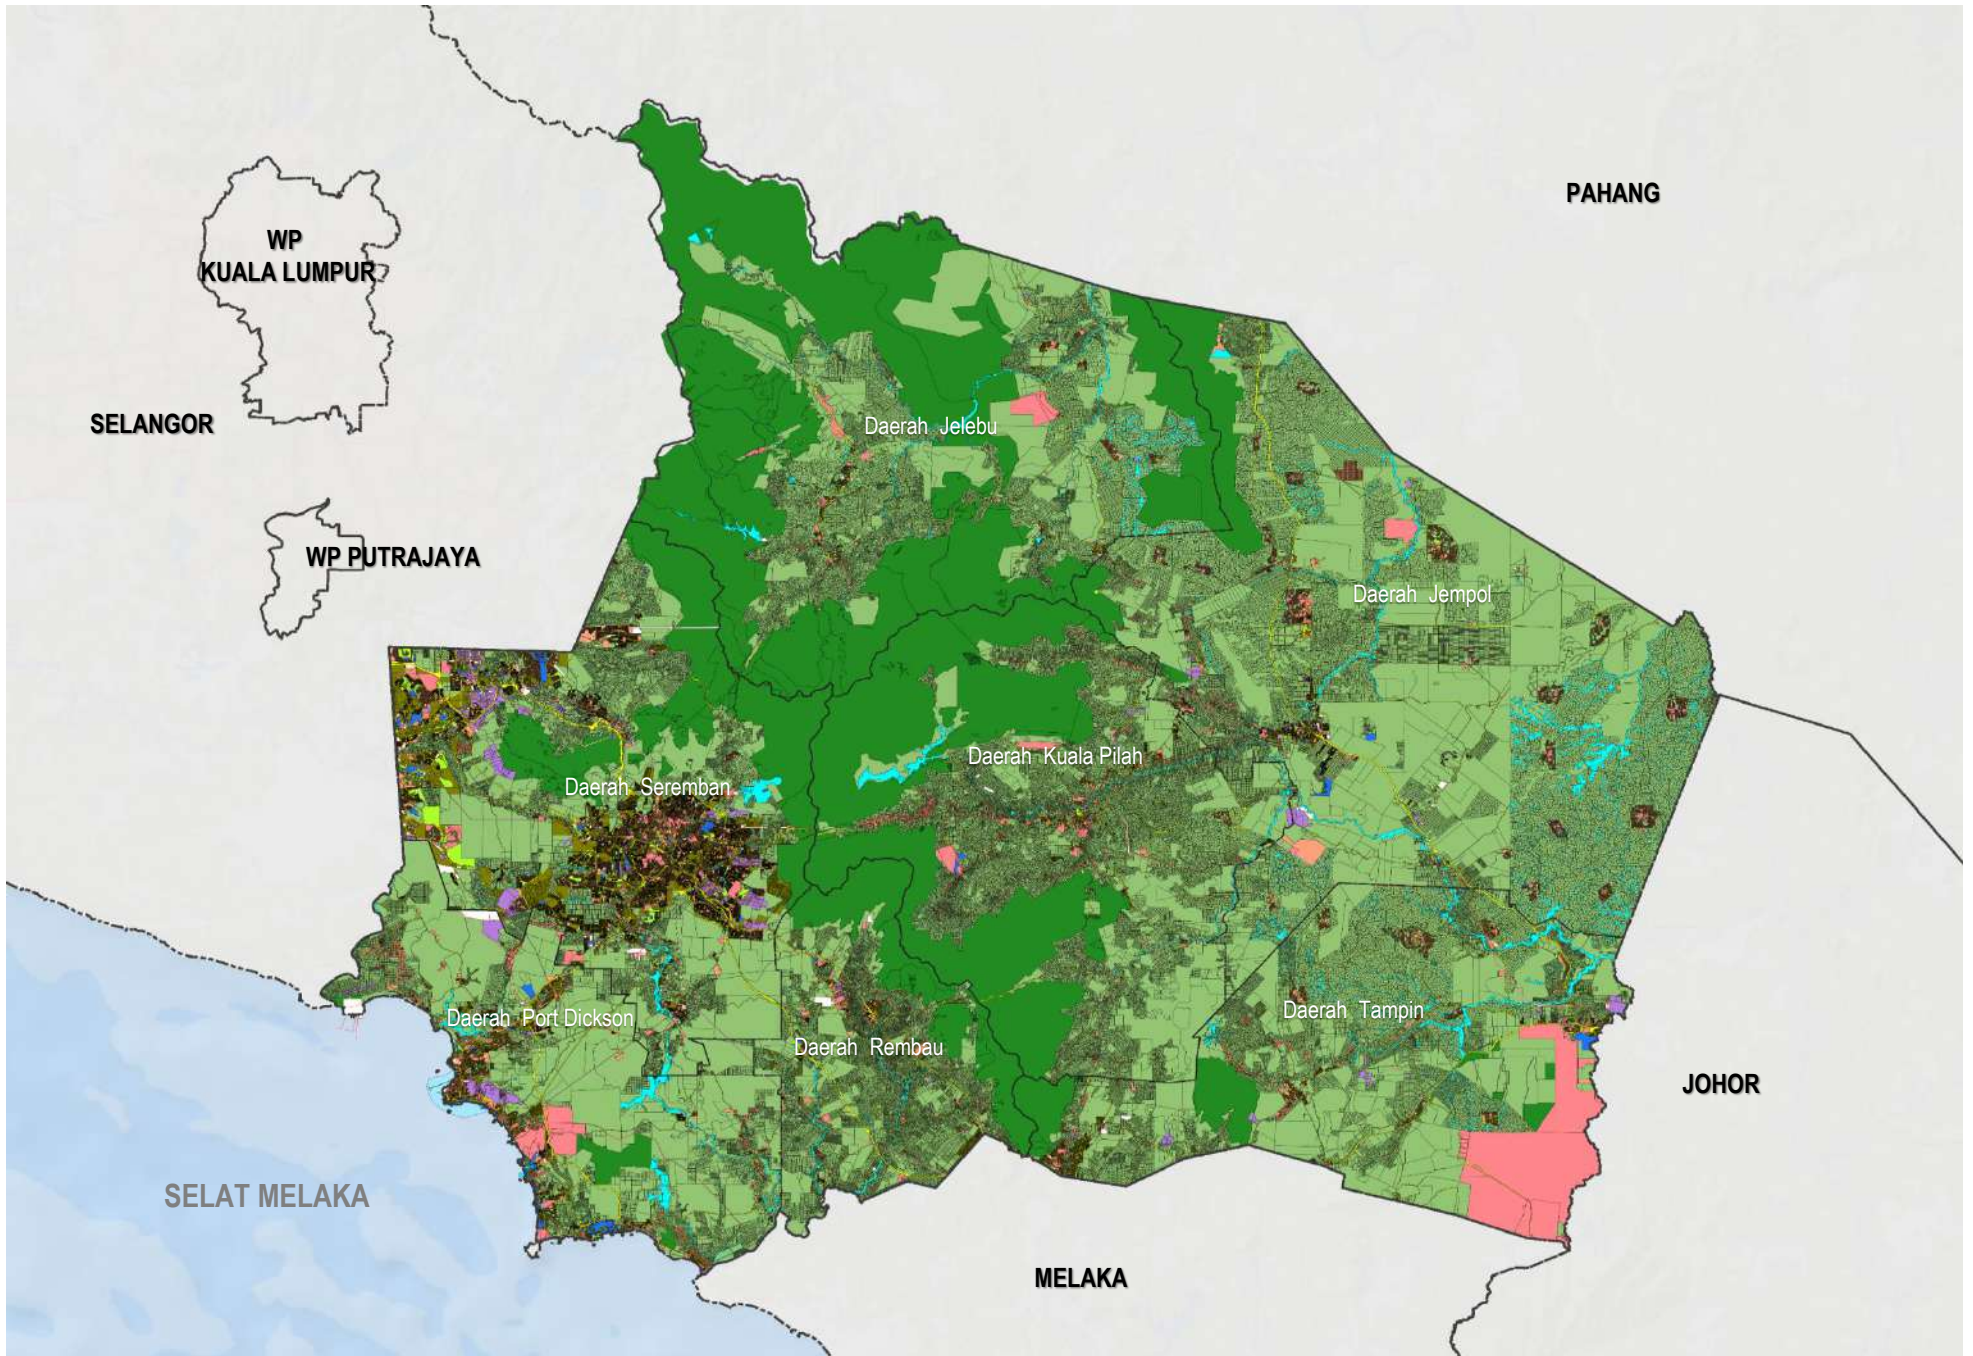 PAHANG
WP
KUALA LUMPUR
SELANGOR
Daerah Jelebu
WP PUTRAJAYA
Daerah Jempol
Daerah Kuala Pilah
Daerah Seremban
Daerah Port Dickson
Daerah Tampin
Daerah Rembau
JOHOR
SELAT MELAKA
MELAKA